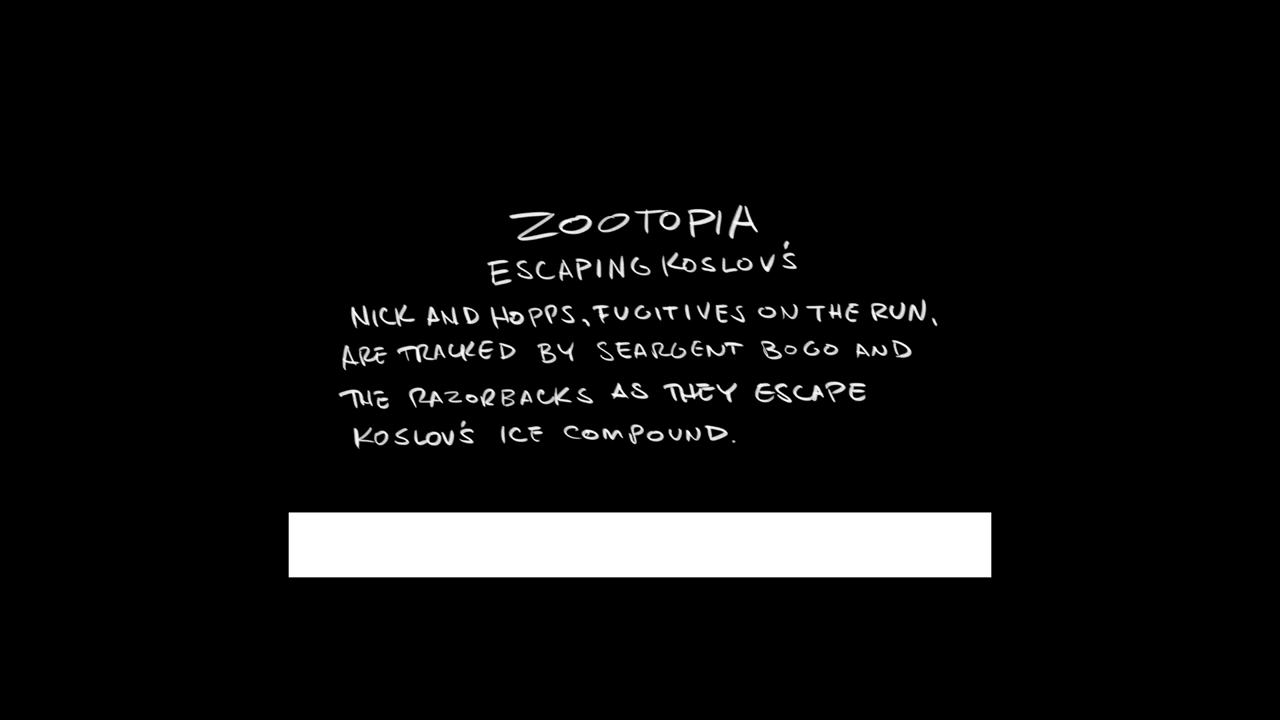 ZOOTOPIA
ESCAPING KOSLOV'S
NICK AND HOPPS, FUGITIVES ON THE RUN,
ARE TRACKED BY SEARGENT BOGO AND
THE RAZORBACKS AS THEY ESCAPE
KOSLOV'S ICE COMPOUND.